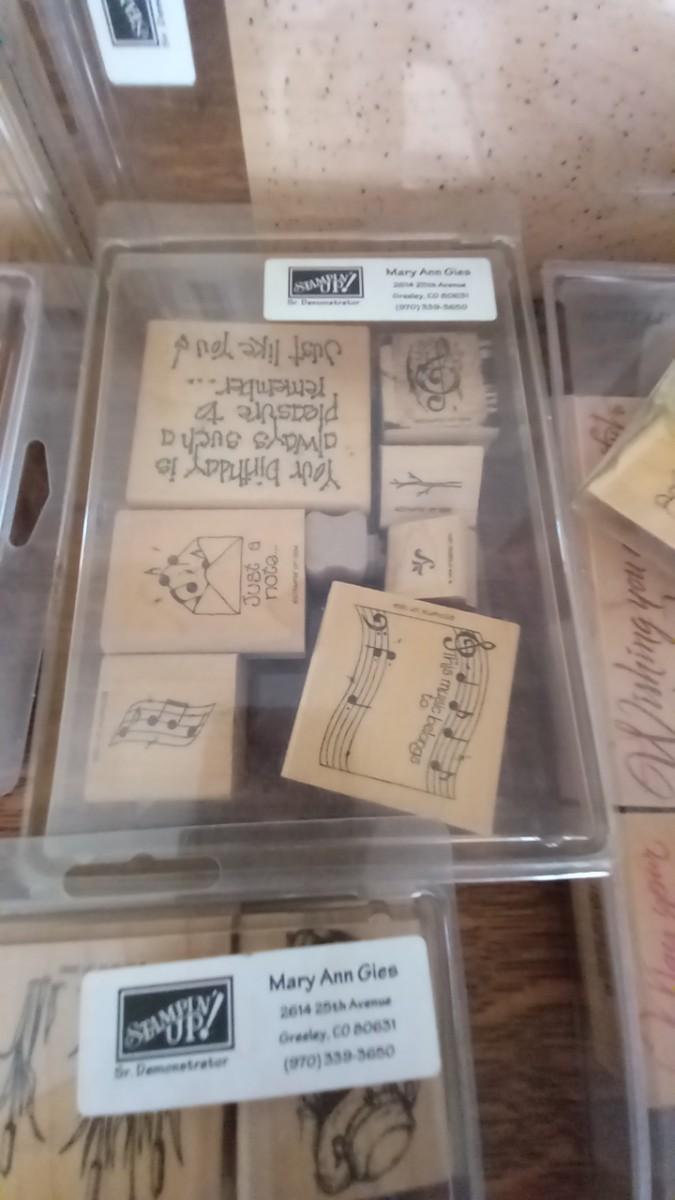 STAMPIN' UP!
Sr. Demonstrator
Mary Ann Gies
2614 25th Avenue
Greeley, CO 80631
(970) 339-3650
Your birthday is
always such a
pleasure to
remember...
Just like You!
Just a
note...
This music belongs
to
Wishing you
STAMPIN' UP!
Sr. Demonstrator
Mary Ann Gies
2614 25th Avenue
Greeley, CO 80631
(970) 339-3650